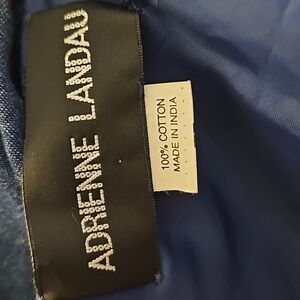 ADRIENNE LANDAU
100% COTTON
MADE IN INDIA